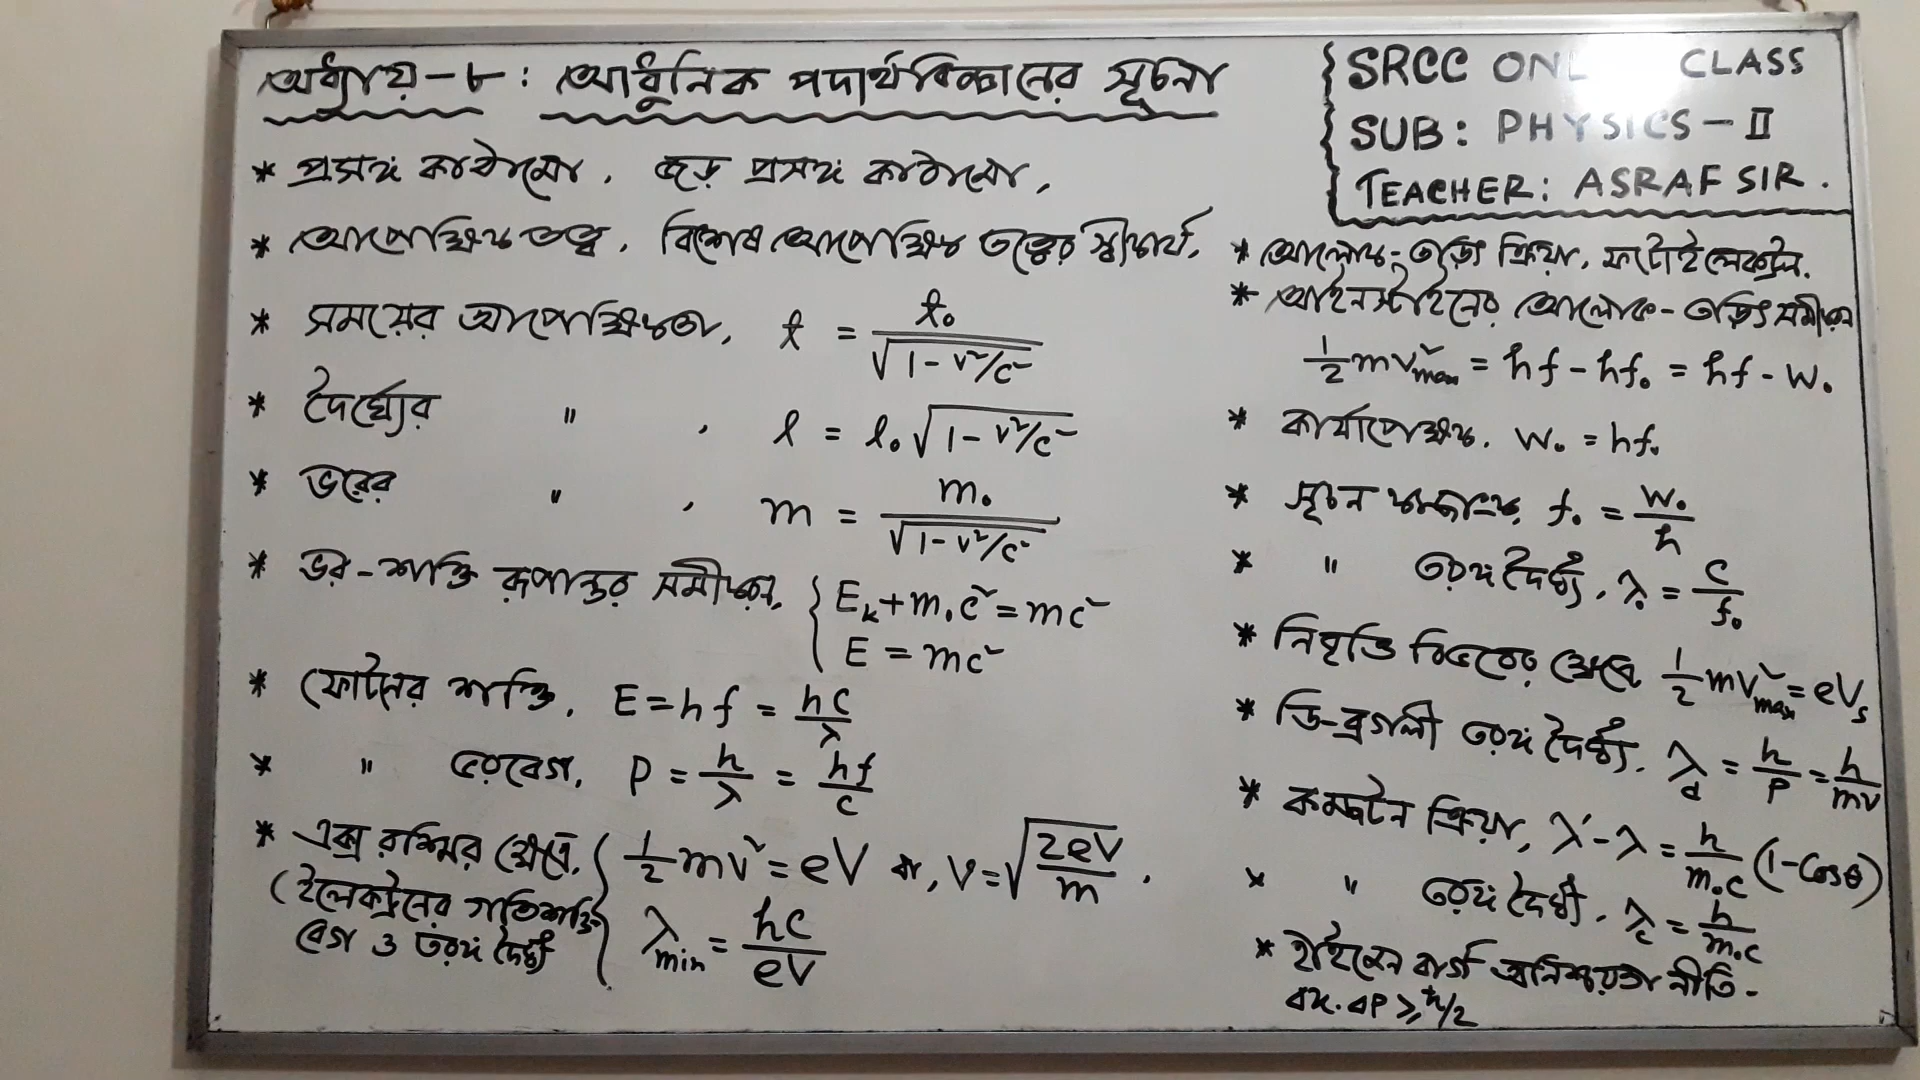 অধ্যায়-৮: আধুনিক পদার্থবিজ্ঞানের সূচনা
SRCC ONL CLASS
SUB: PHYSICS-II
TEACHER: ASRAF SIR.
* প্রসঙ্গ কাঠামো, জড় প্রসঙ্গ কাঠামো,
* আপেক্ষিক তত্ত্ব, বিশেষ আপেক্ষিক তত্ত্বের স্বীকার্য,
* সময়ের আপেক্ষিকতা, t = t₀/√(1-v²/c²)
* দৈর্ঘ্যের " , l = l₀√(1-v²/c²)
* ভরের " , m = m₀/√(1-v²/c²)
* ভর-শক্তি রূপান্তর সমীকরণ, { Eₖ+m₀c²=mc²
E = mc²
* ফোটনের শক্তি, E=hf = hc/λ
* " ভরবেগ, P = h/λ = hf/c
* এক্স রশ্মির ক্ষেত্রে, { ½mv²=eV বা, v=√(2eV/m).
(ইলেকট্রনের গতিশক্তি
বেগ ও তরঙ্গ দৈর্ঘ্য
λmin = hc/eV
* আলোক-তড়িৎ ক্রিয়া, ফটোইলেকট্রন,
* আইনস্টাইনের আলোক-তড়িৎ সমীকরণ
½mv²max = hf-hf₀ = hf-W₀
* কার্যাপেক্ষক, W₀ = hf₀
* সূচন কম্পাংক, f₀ = W₀/h
* " তরঙ্গ দৈর্ঘ্য, λ₀ = c/f₀
* নিবৃত্তি বিভবের ক্ষেত্রে ½mv²max=eVs
* ডি-ব্রগলী তরঙ্গ দৈর্ঘ্য, λd = h/P = h/mv
* কম্পটন ক্রিয়া, λ'-λ = h/m₀c (1-Cosθ)
* " তরঙ্গ দৈর্ঘ্য, λc = h/m₀c
* হাইজেনবার্গ অনিশ্চয়তা নীতি-
Δx.ΔP ≥ ħ/2